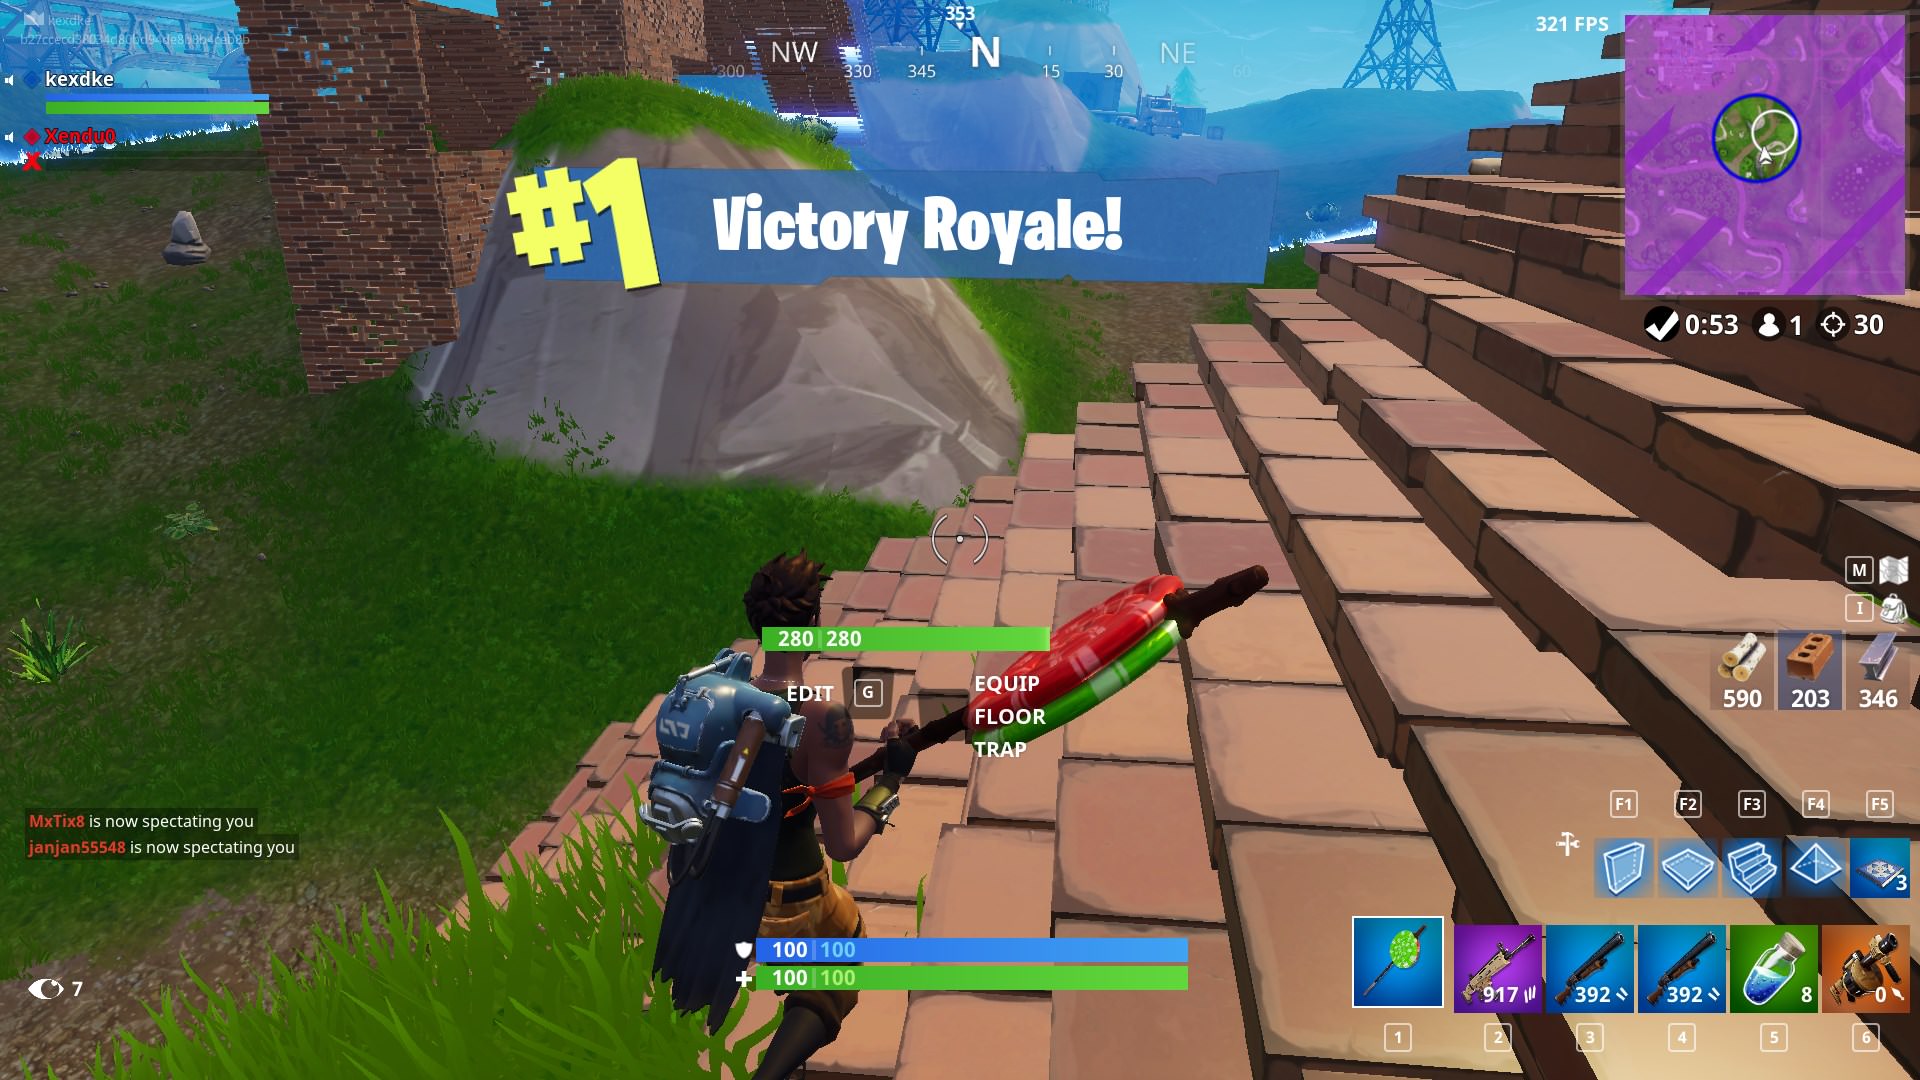 kexdke
kexdke
Xendu0
353
300
NW
330
345
N
15
30
NE
60
321 FPS
#1
Victory Royale!
0:53
1
30
280 | 280
EDIT
G
EQUIP
FLOOR
TRAP
M
I
590
203
346
MxTix8 is now spectating you
janjan55548 is now spectating you
F1
F2
F3
F4
F5
3
100 | 100
100 | 100
7
917
392
392
8
0
1
2
3
4
5
6